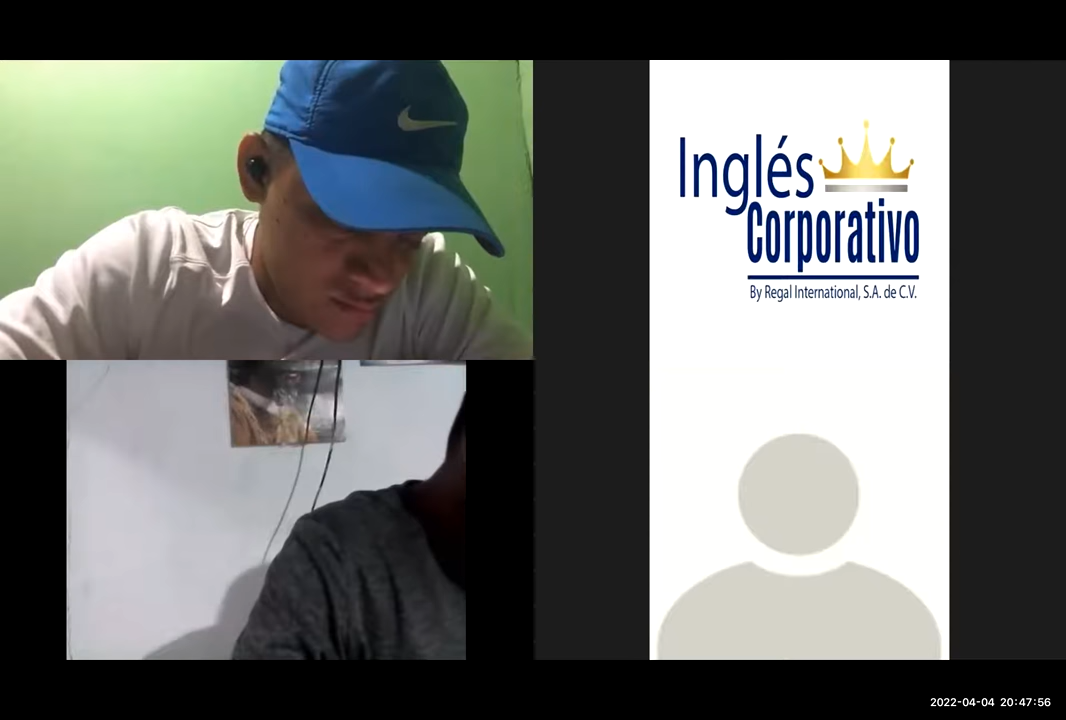 Inglés
Corporativo
By Regal International, S.A. de C.V.
2022-04-04 20:47:56